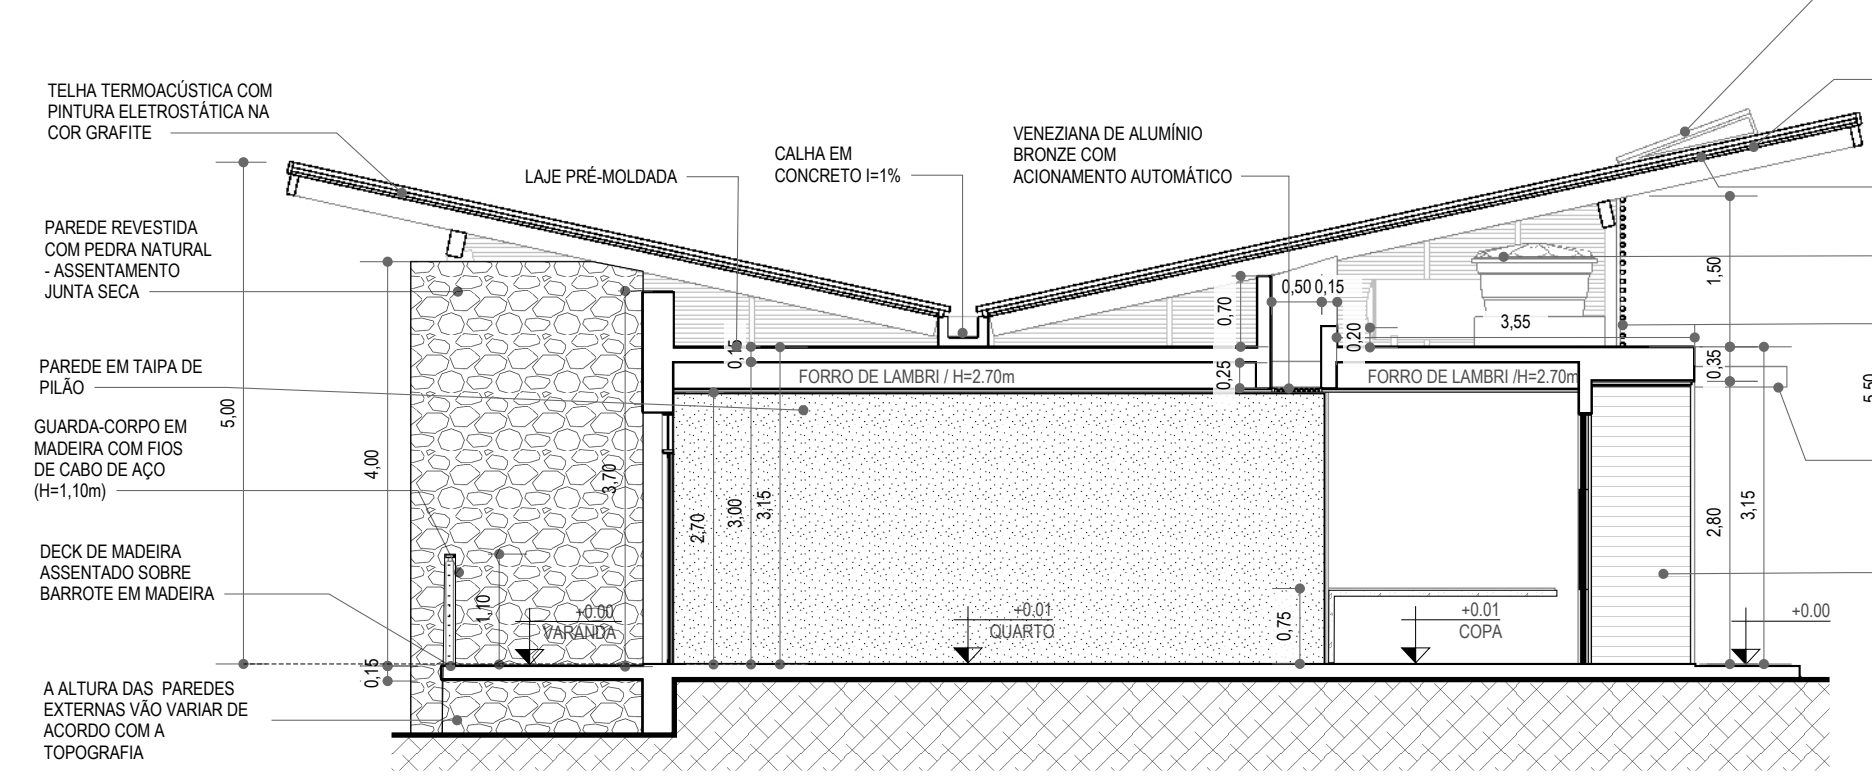 TELHA TERMOACÚSTICA COM
PINTURA ELETROSTÁTICA NA
COR GRAFITE
LAJE PRÉ-MOLDADA
CALHA EM
CONCRETO I=1%
VENEZIANA DE ALUMÍNIO
BRONZE COM
ACIONAMENTO AUTOMÁTICO
PAREDE REVESTIDA
COM PEDRA NATURAL
- ASSENTAMENTO
JUNTA SECA
PAREDE EM TAIPA DE
PILÃO
GUARDA-CORPO EM
MADEIRA COM FIOS
DE CABO DE AÇO
(H=1,10m)
DECK DE MADEIRA
ASSENTADO SOBRE
BARROTE EM MADEIRA
A ALTURA DAS PAREDES
EXTERNAS VÃO VARIAR DE
ACORDO COM A
TOPOGRAFIA
5,00
4,00
0,15
3,70
1,10
+0.00
VARANDA
2,70
3,00
3,15
0,15
FORRO DE LAMBRI / H=2.70m
+0.01
QUARTO
0,70
0,25
0,50
0,15
0,20
3,55
FORRO DE LAMBRI /H=2.70m
0,75
+0.01
COPA
1,50
0,35
2,80
3,15
5,50
+0.00